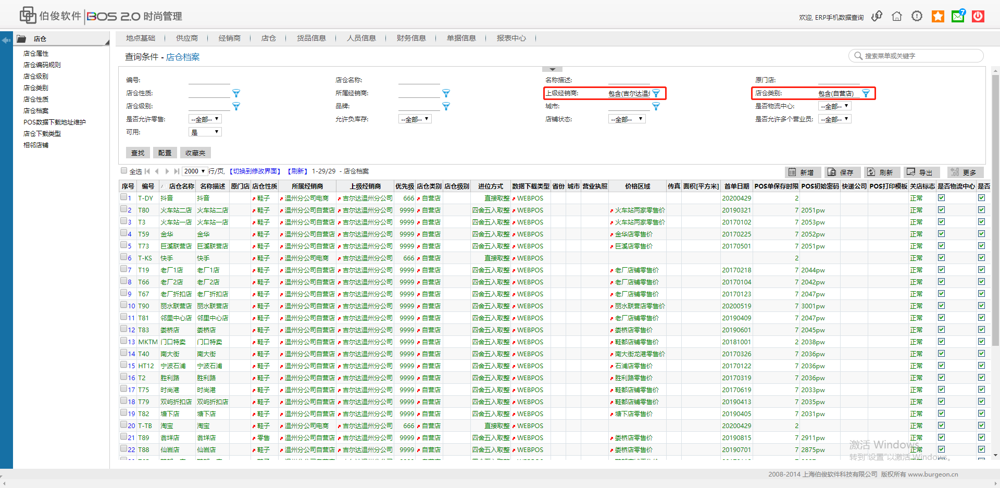 伯俊软件 BOS 2.0 时尚管理
欢迎, ERP手机数据查询
7
店仓
地点基础 供应商 经销商 店仓 货品信息 人员信息 财务信息 单据信息 报表中心
店仓属性
店仓编码规则
店仓级别
店仓类别
店仓性质
店仓档案
POS数据下载地址维护
店仓下载类型
相邻店铺
查询条件 - 店仓档案
搜索菜单或关键字
编号: 店仓名称: 名称描述: 原门店:
店仓性质: 所属经销商: 上级经销商: 包含(吉尔达温 店仓类别: 包含(自营店)
店仓级别: 品牌: 城市: 是否物流中心: --全部--
是否允许零售: --全部-- 允许负库存: --全部-- 店铺状态: --全部-- 是否允许多个营业员: --全部--
可用: 是
查找 配置 收藏夹
全选 2000 行/页, 【切换到修改界面】 【刷新】 1-29/29 - 店仓档案
新增 保存 刷新 导出 更多
序号 编号 店仓名称 名称描述 原门店 店仓性质 所属经销商 上级经销商 优先级 店仓类别 店仓级别 进位方式 数据下载类型 省份 城市 营业执照 价格区域 传真 面积[平方米] 首单日期 POS单保存时限 POS初始密码 快递公司 POS打印模板 关店标志 是否物流中心 是否
1 T-DY 抖音 抖音 鞋子 温州分公司电商 吉尔达温州分公司 666 自营店 直接取整 WEBPOS 20200429 2 正常
2 T80 火车站二店 火车站二店 鞋子 温州分公司自营店 吉尔达温州分公司 9999 自营店 四舍五入取整 WEBPOS 火车站两家零售价 20190321 7 2051pw 正常
3 T3 火车站一店 火车站一店 鞋子 温州分公司自营店 吉尔达温州分公司 9999 自营店 四舍五入取整 WEBPOS 火车站两家零售价 20170102 7 2053pw 正常
4 T59 金华 金华 鞋子 温州分公司自营店 吉尔达温州分公司 9999 自营店 四舍五入取整 WEBPOS 金华店零售价 20170225 7 2052pw 正常
5 T73 巨溪联营店 巨溪联营店 鞋子 温州分公司自营店 吉尔达温州分公司 9999 自营店 四舍五入取整 WEBPOS 巨溪店零售价 20170501 7 2051pw 正常
6 T-KS 快手 快手 鞋子 温州分公司电商 吉尔达温州分公司 666 自营店 直接取整 WEBPOS 2 正常
7 T19 老厂1店 老厂1店 鞋子 温州分公司自营店 吉尔达温州分公司 9999 自营店 四舍五入取整 WEBPOS 老厂店铺零售价 20170218 7 2044pw 正常
8 T66 老厂2店 老厂2店 鞋子 温州分公司自营店 吉尔达温州分公司 9999 自营店 四舍五入取整 WEBPOS 老厂店铺零售价 20170104 7 2042pw 正常
9 T67 老厂折扣店 老厂折扣店 鞋子 温州分公司自营店 吉尔达温州分公司 9999 自营店 四舍五入取整 WEBPOS 老厂店铺零售价 20170123 7 2047pw 正常
10 T90 丽水联营店 丽水联营店 鞋子 温州分公司自营店 吉尔达温州分公司 9999 自营店 四舍五入取整 WEBPOS 丽水联营店零售价 20200519 7 3001pw 正常
11 T81 邻里中心店 邻里中心店 鞋子 温州分公司自营店 吉尔达温州分公司 9999 自营店 四舍五入取整 WEBPOS 老厂店铺零售价 20190409 7 2047pw 正常
12 T83 娄桥店 娄桥店 鞋子 温州分公司自营店 吉尔达温州分公司 9999 自营店 四舍五入取整 WEBPOS 娄桥店零售价 20190601 7 2045pw 正常
13 MKTM 门口特卖 门口特卖 鞋子 温州分公司自营店 吉尔达温州分公司 9999 自营店 四舍五入取整 WEBPOS 鞋都店铺零售价 20181001 2 2038pw 正常
14 T40 南大街 南大街 鞋子 温州分公司自营店 吉尔达温州分公司 9999 自营店 四舍五入取整 WEBPOS 南大街龙港零售价 20170326 7 2036pw 正常
15 HT12 宁波石浦 宁波石浦 鞋子 温州分公司自营店 吉尔达温州分公司 9999 自营店 四舍五入取整 WEBPOS 石浦店零售价 20170122 7 2036pw 正常
16 T2 胜利路 胜利路 鞋子 温州分公司自营店 吉尔达温州分公司 9999 自营店 四舍五入取整 WEBPOS 胜利路零售价 20170319 7 2036pw 正常
17 T75 时尚港 时尚港 鞋子 温州分公司自营店 吉尔达温州分公司 9999 自营店 四舍五入取整 WEBPOS 鞋都店铺零售价 20170619 7 2033pw 正常
18 T79 双屿折扣店 双屿折扣店 鞋子 温州分公司自营店 吉尔达温州分公司 9999 自营店 四舍五入取整 WEBPOS 鞋都店铺零售价 20190413 7 2035pw 正常
19 T82 塘下店 塘下店 鞋子 温州分公司自营店 吉尔达温州分公司 9999 自营店 四舍五入取整 WEBPOS 塘下店零售价 20190405 7 2031pw 正常
20 T-TB 淘宝 淘宝 鞋子 温州分公司电商 吉尔达温州分公司 666 自营店 直接取整 WEBPOS 20200429 2 正常
21 T89 翁垟店 翁垟店 零售 温州分公司自营店 吉尔达温州分公司 9999 自营店 四舍五入取整 WEBPOS 娄桥店零售价 20190815 7 2911pw 正常
22 T88 仙岩店 仙岩店 鞋子 温州分公司自营店 吉尔达温州分公司 9999 自营店 四舍五入取整 WEBPOS 娄桥店零售价 20190701 7 2875pw 正常
激活 Windows
转到"设置"以激活 Windows。
2008-2014 上海伯俊软件科技有限公司 版权所有 www.burgeon.cn